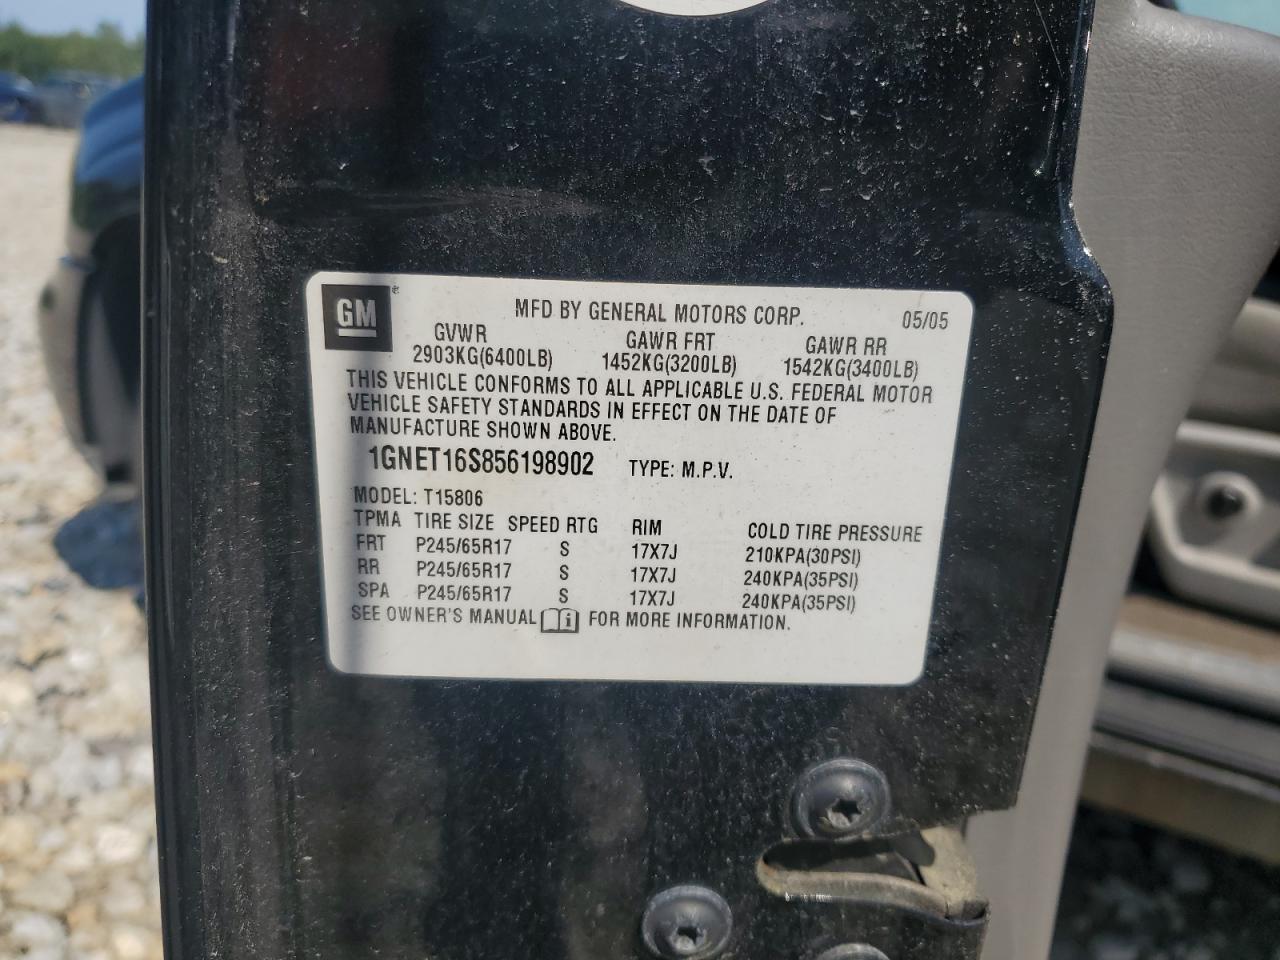 GM® MFD BY GENERAL MOTORS CORP. 05/05
GVWR GAWR FRT GAWR RR
2903KG(6400LB) 1452KG(3200LB) 1542KG(3400LB)
THIS VEHICLE CONFORMS TO ALL APPLICABLE U.S. FEDERAL MOTOR
VEHICLE SAFETY STANDARDS IN EFFECT ON THE DATE OF
MANUFACTURE SHOWN ABOVE.
1GNET16S856198902 TYPE: M.P.V.
MODEL: T15806
TPMA TIRE SIZE SPEED RTG RIM COLD TIRE PRESSURE
FRT P245/65R17 S 17X7J 210KPA(30PSI)
RR P245/65R17 S 17X7J 240KPA(35PSI)
SPA P245/65R17 S 17X7J 240KPA(35PSI)
SEE OWNER'S MANUAL i FOR MORE INFORMATION.